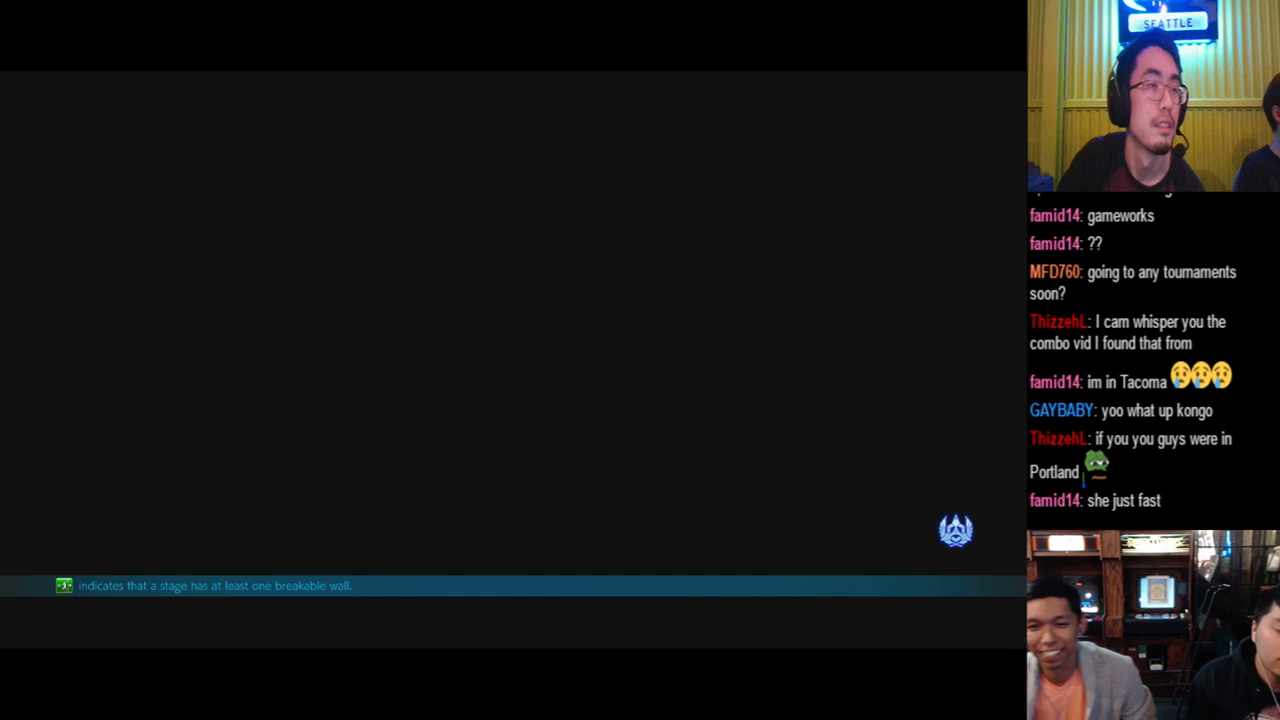 SEATTLE
famid14: gameworks
famid14: ??
MFD760: going to any tournaments
soon?
ThizzehL: I cam whisper you the
combo vid I found that from
famid14: im in Tacoma
GAYBABY: yoo what up kongo
ThizzehL: if you you guys were in
Portland
famid14: she just fast
indicates that a stage has at least one breakable wall.